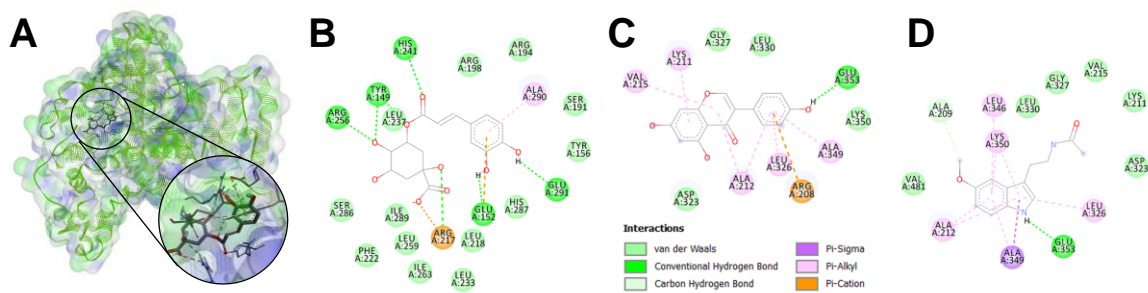 A
B
C
D
HIS
A:241
ARG
A:194
ARG
A:198
TYR
A:149
ALA
A:290
ARG
A:256
LEU
A:237
SER
A:191
TYR
A:156
H
H
GLU
A:291
SER
A:286
ILE
A:289
GLU
A:152
HIS
A:287
ARG
A:217
LEU
A:218
PHE
A:222
LEU
A:259
ILE
A:263
LEU
A:233
GLY
A:327
LEU
A:330
LYS
A:211
VAL
A:215
GLU
A:353
H
LYS
A:350
ALA
A:349
LEU
A:326
ALA
A:212
ARG
A:208
ASP
A:323
Interactions
van der Waals
Conventional Hydrogen Bond
Carbon Hydrogen Bond
Pi-Sigma
Pi-Alkyl
Pi-Cation
VAL
A:215
GLY
A:327
LEU
A:346
LEU
A:330
LYS
A:211
ALA
A:209
LYS
A:350
ASP
A:323
VAL
A:481
LEU
A:326
ALA
A:212
H
ALA
A:349
GLU
A:353